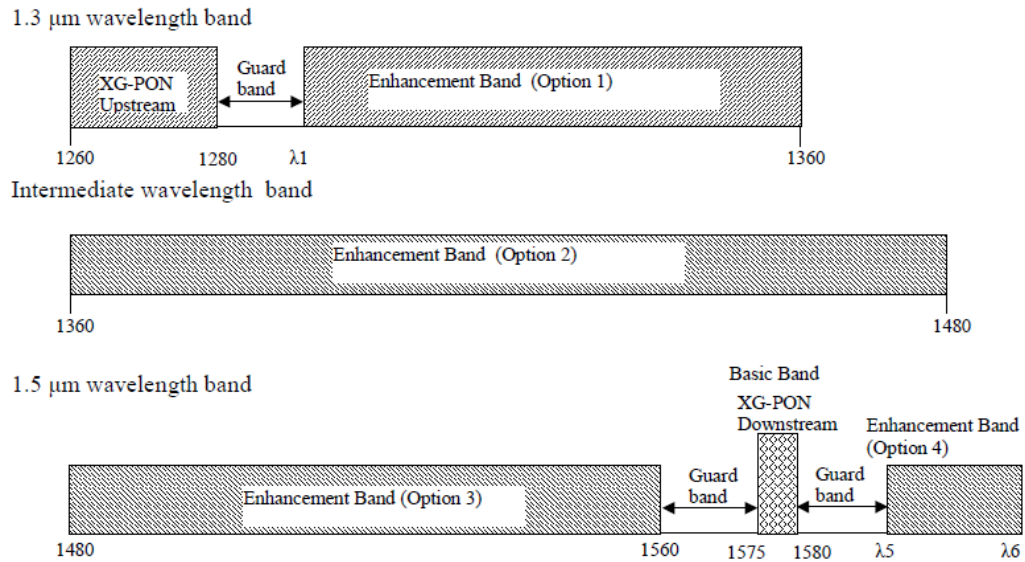 1.3 µm wavelength band
XG-PON
Upstream
Guard
band
Enhancement Band (Option 1)
1260
1280
λ1
1360
Intermediate wavelength band
Enhancement Band (Option 2)
1360
1480
1.5 µm wavelength band
Basic Band
XG-PON
Downstream
Enhancement Band
(Option 4)
Enhancement Band (Option 3)
Guard
band
Guard
band
1480
1560
1575
1580
λ5
λ6